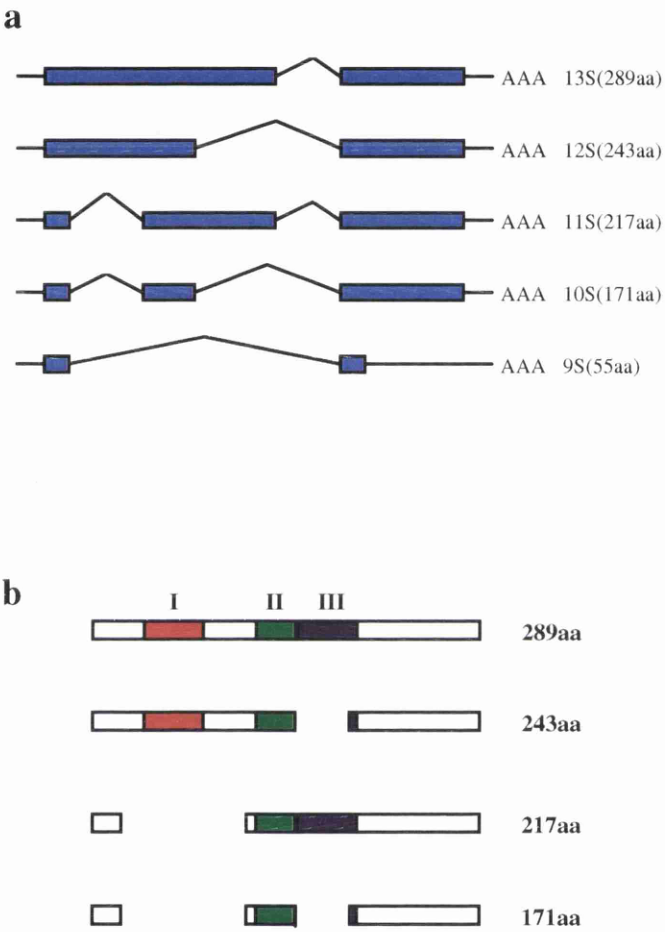 a
AAA 13S(289aa)
AAA 12S(243aa)
AAA 11S(217aa)
AAA 10S(171aa)
AAA 9S(55aa)
b
I II III
289aa
243aa
217aa
171aa